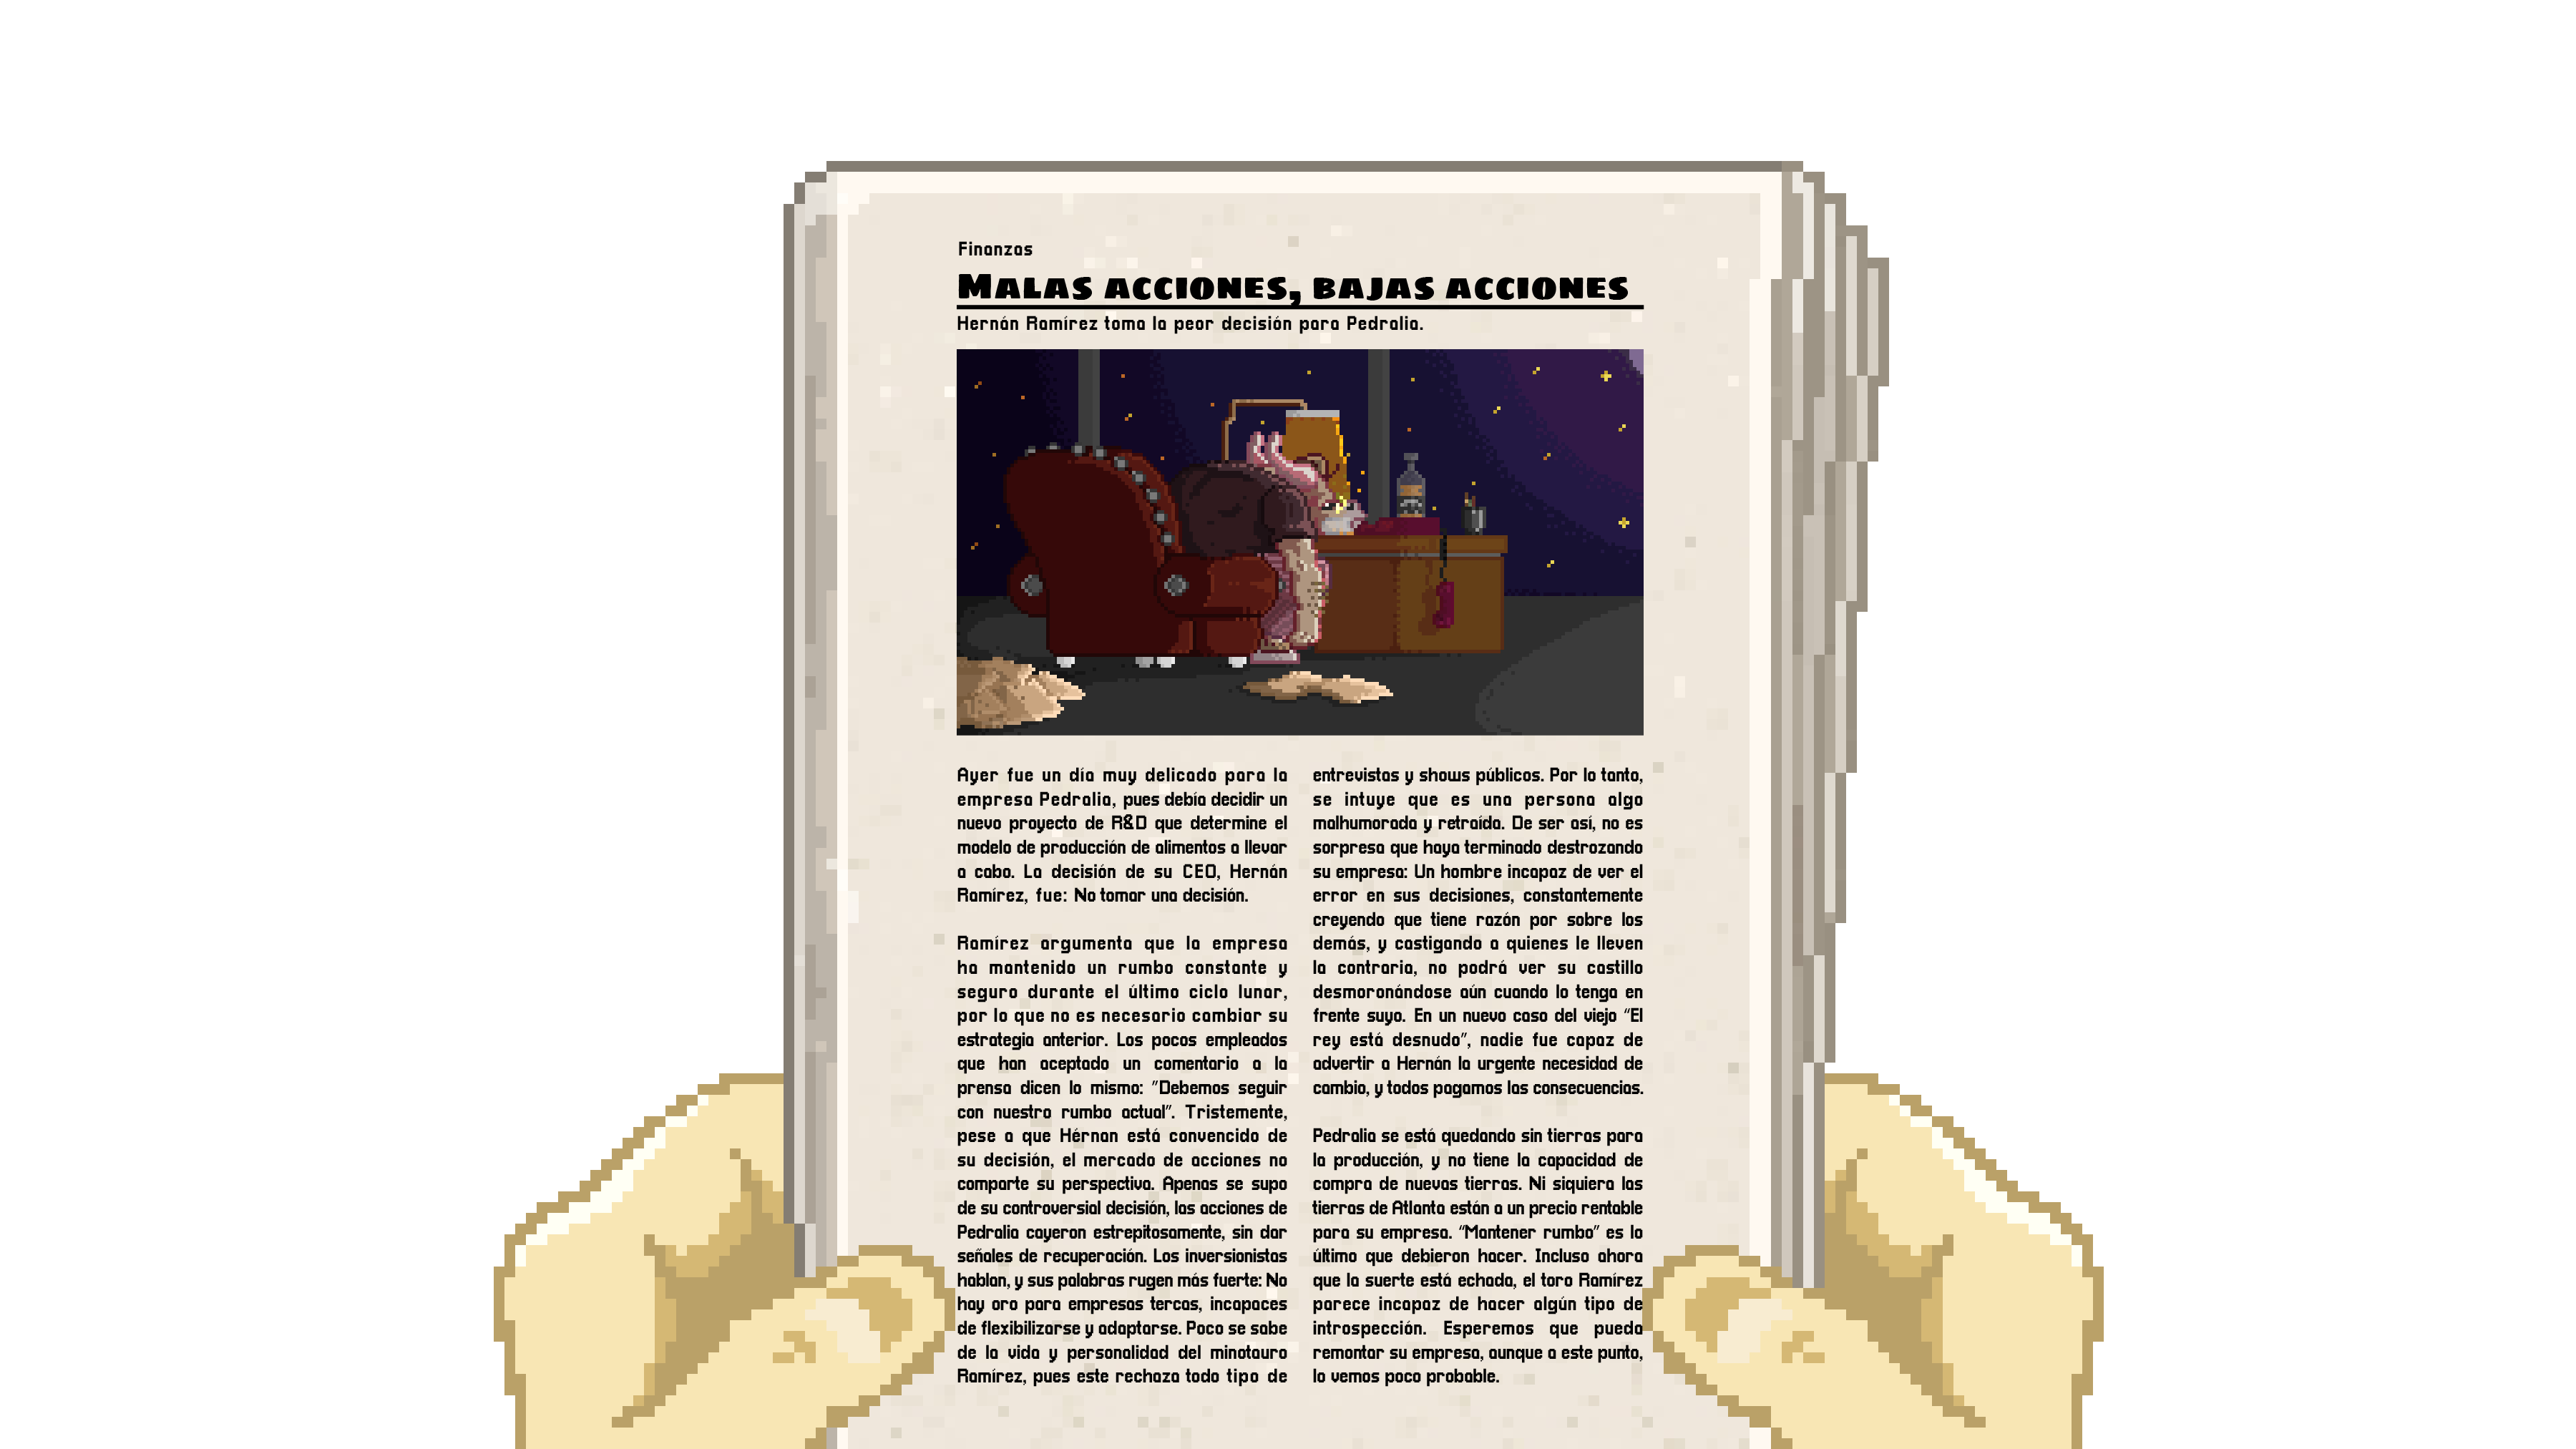 Finanzas
MALAS ACCIONES, BAJAS ACCIONES
Hernán Ramírez toma la peor decisión para Pedralia.
Ayer fue un día muy delicado para la
empresa Pedralia, pues debía decidir un
nuevo proyecto de R&D que determine el
modelo de producción de alimentos a llevar
a cabo. La decisión de su CEO, Hernán
Ramírez, fue: No tomar una decisión.
Ramírez argumenta que la empresa
ha mantenido un rumbo constante y
seguro durante el último ciclo lunar,
por lo que no es necesario cambiar su
estrategia anterior. Los pocos empleados
que han aceptado un comentario a la
prensa dicen lo mismo: "Debemos seguir
con nuestro rumbo actual". Tristemente,
pese a que Hérnan está convencido de
su decisión, el mercado de acciones no
comparte su perspectiva. Apenas se supo
de su controversial decisión, las acciones de
Pedralia cayeron estrepitosamente, sin dar
señales de recuperación. Los inversionistas
hablan, y sus palabras rugen más fuerte: No
hay oro para empresas tercas, incapaces
de flexibilizarse y adaptarse. Poco se sabe
de la vida y personalidad del minotauro
Ramírez, pues este rechaza todo tipo de
entrevistas y shows públicos. Por lo tanto,
se intuye que es una persona algo
malhumorada y retraída. De ser así, no es
sorpresa que haya terminado destrozando
su empresa: Un hombre incapaz de ver el
error en sus decisiones, constantemente
creyendo que tiene razón por sobre los
demás, y castigando a quienes le lleven
la contraria, no podrá ver su castillo
desmoronándose aún cuando lo tenga en
frente suyo. En un nuevo caso del viejo "El
rey está desnudo", nadie fue capaz de
advertir a Hernán la urgente necesidad de
cambio, y todos pagamos las consecuencias.
Pedralia se está quedando sin tierras para
la producción, y no tiene la capacidad de
compra de nuevas tierras. Ni siquiera las
tierras de Atlanta están a un precio rentable
para su empresa. "Mantener rumbo" es lo
último que debieron hacer. Incluso ahora
que la suerte está echada, el toro Ramírez
parece incapaz de hacer algún tipo de
introspección. Esperemos que pueda
remontar su empresa, aunque a este punto,
lo vemos poco probable.